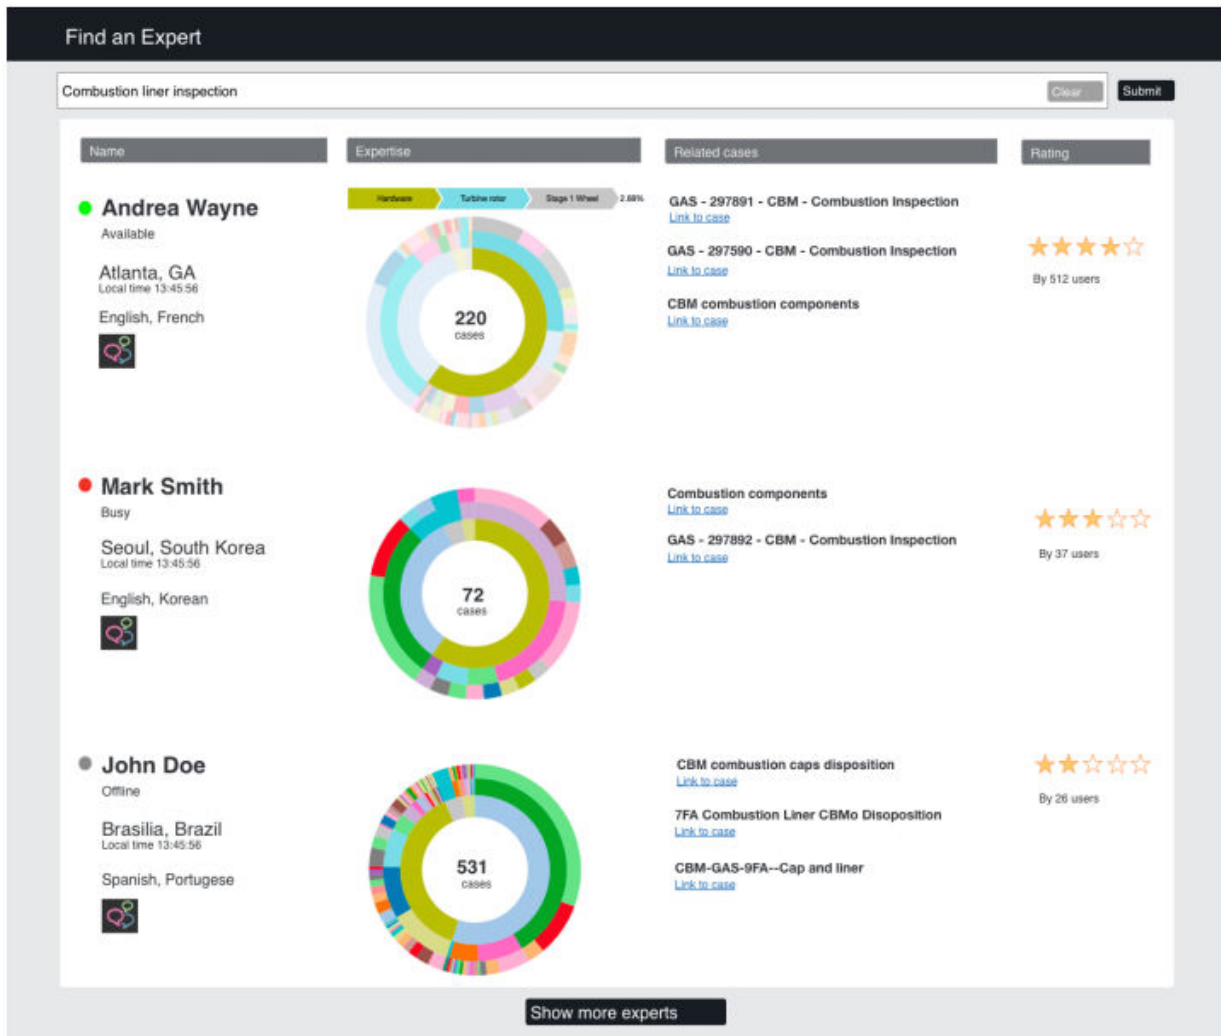 Find an Expert
Combustion liner inspection
Clear
Submit
Name
Expertise
Related cases
Rating
Andrea Wayne
Available
Atlanta, GA
Local time 13:45:56
English, French
Hardware
Turbine rotor
Stage 1 Wheel
2.88%
220
cases
GAS - 297891 - CBM - Combustion Inspection
Link to case
GAS - 297590 - CBM - Combustion Inspection
Link to case
CBM combustion components
Link to case
By 512 users
Mark Smith
Busy
Seoul, South Korea
Local time 13:45:56
English, Korean
72
cases
Combustion components
Link to case
GAS - 297892 - CBM - Combustion Inspection
Link to case
By 37 users
John Doe
Offline
Brasilia, Brazil
Local time 13:45:56
Spanish, Portugese
531
cases
CBM combustion caps disposition
Link to case
7FA Combustion Liner CBMo Disoposition
Link to case
CBM-GAS-9FA--Cap and liner
Link to case
By 26 users
Show more experts